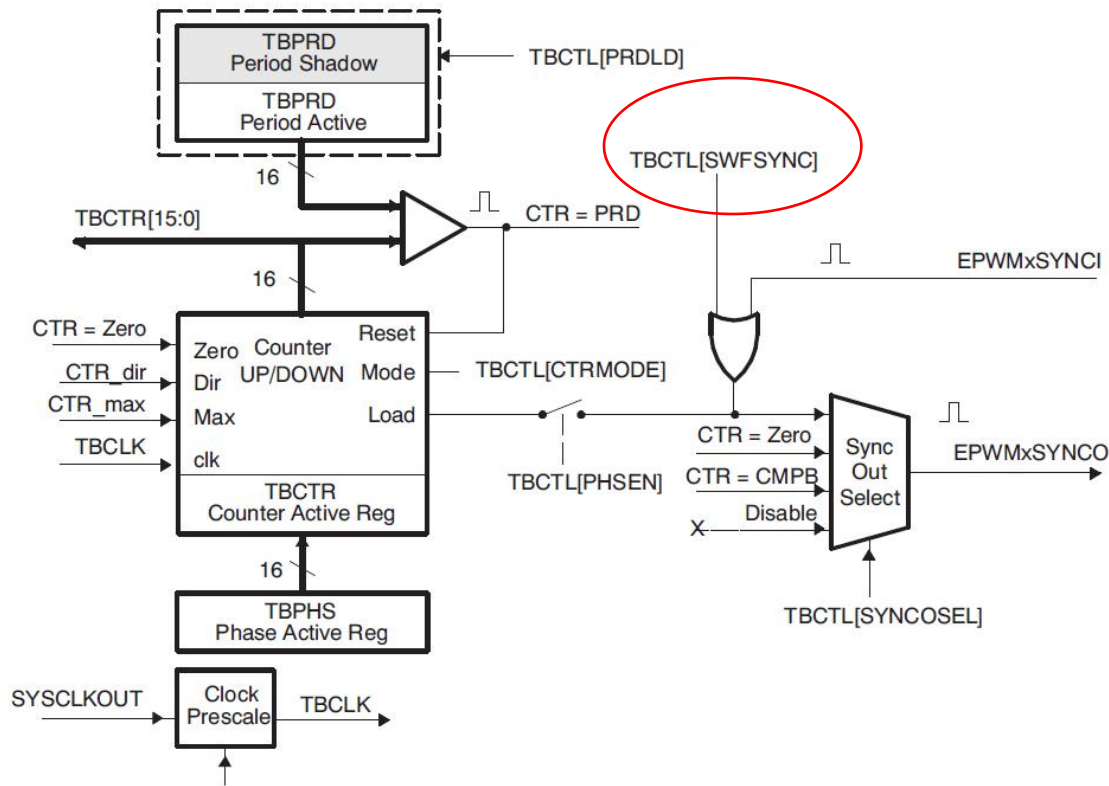 TBPRD
Period Shadow
TBPRD
Period Active
TBCTL[PRDLD]
16
TBCTR[15:0]
CTR = PRD
TBCTL[SWFSYNC]
EPWMxSYNCI
16
CTR = Zero
CTR_dir
CTR_max
TBCLK
Zero
Dir
Max
clk
Counter
UP/DOWN
Reset
Mode
Load
TBCTL[CTRMODE]
TBCTR
Counter Active Reg
TBCTL[PHSEN]
CTR = Zero
CTR = CMPB
Disable
X
Sync
Out
Select
EPWMxSYNCO
TBCTL[SYNCOSEL]
16
TBPHS
Phase Active Reg
SYSCLKOUT
Clock
Prescale
TBCLK